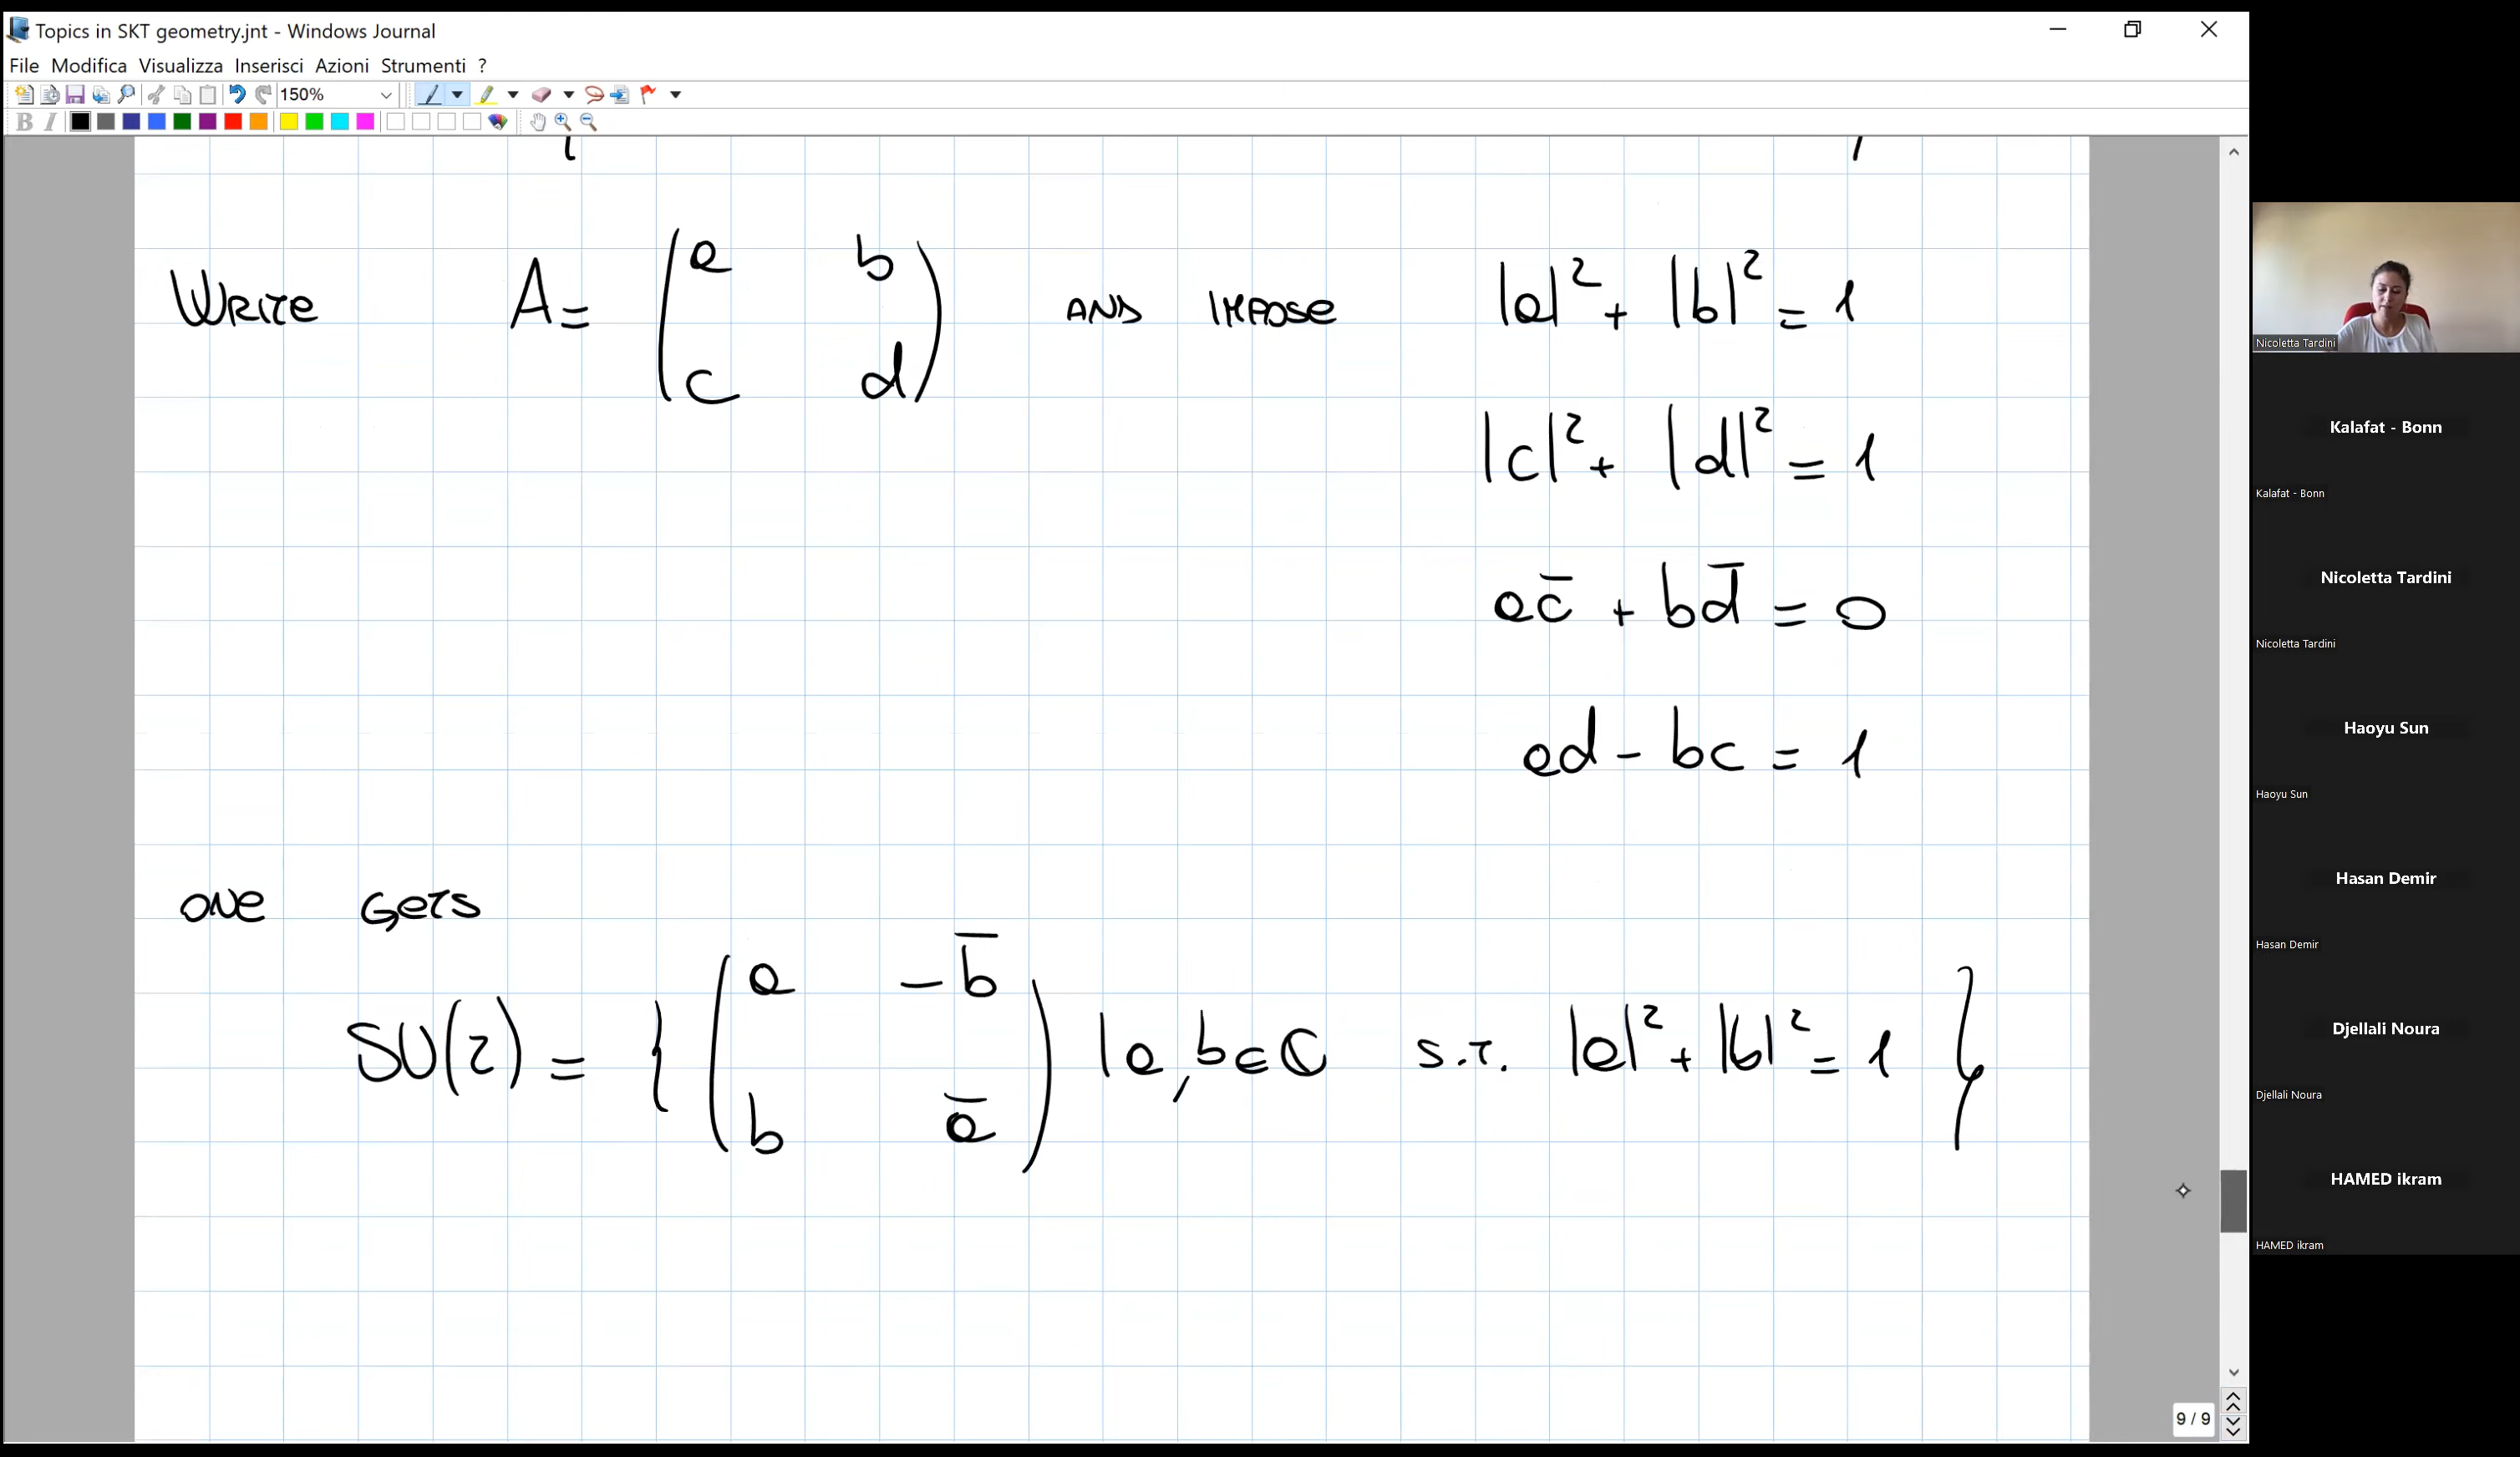 Topics in SKT geometry.jnt - Windows Journal
File Modifica Visualizza Inserisci Azioni Strumenti ?
150%
B I
WRITE A = ( a b AND IMPOSE |a|² + |b|² = 1
c d )
|c|² + |d|² = 1
ac̄ + bd̄ = 0
ad - bc = 1
ONE GETS
SU(2) = { ( a -b̄
b ā ) | a, b ∈ ℂ s.t. |a|² + |b|² = 1 }
9 / 9
Nicoletta Tardini
Kalafat - Bonn
Kalafat - Bonn
Nicoletta Tardini
Nicoletta Tardini
Haoyu Sun
Haoyu Sun
Hasan Demir
Hasan Demir
Djellali Noura
Djellali Noura
HAMED ikram
HAMED ikram